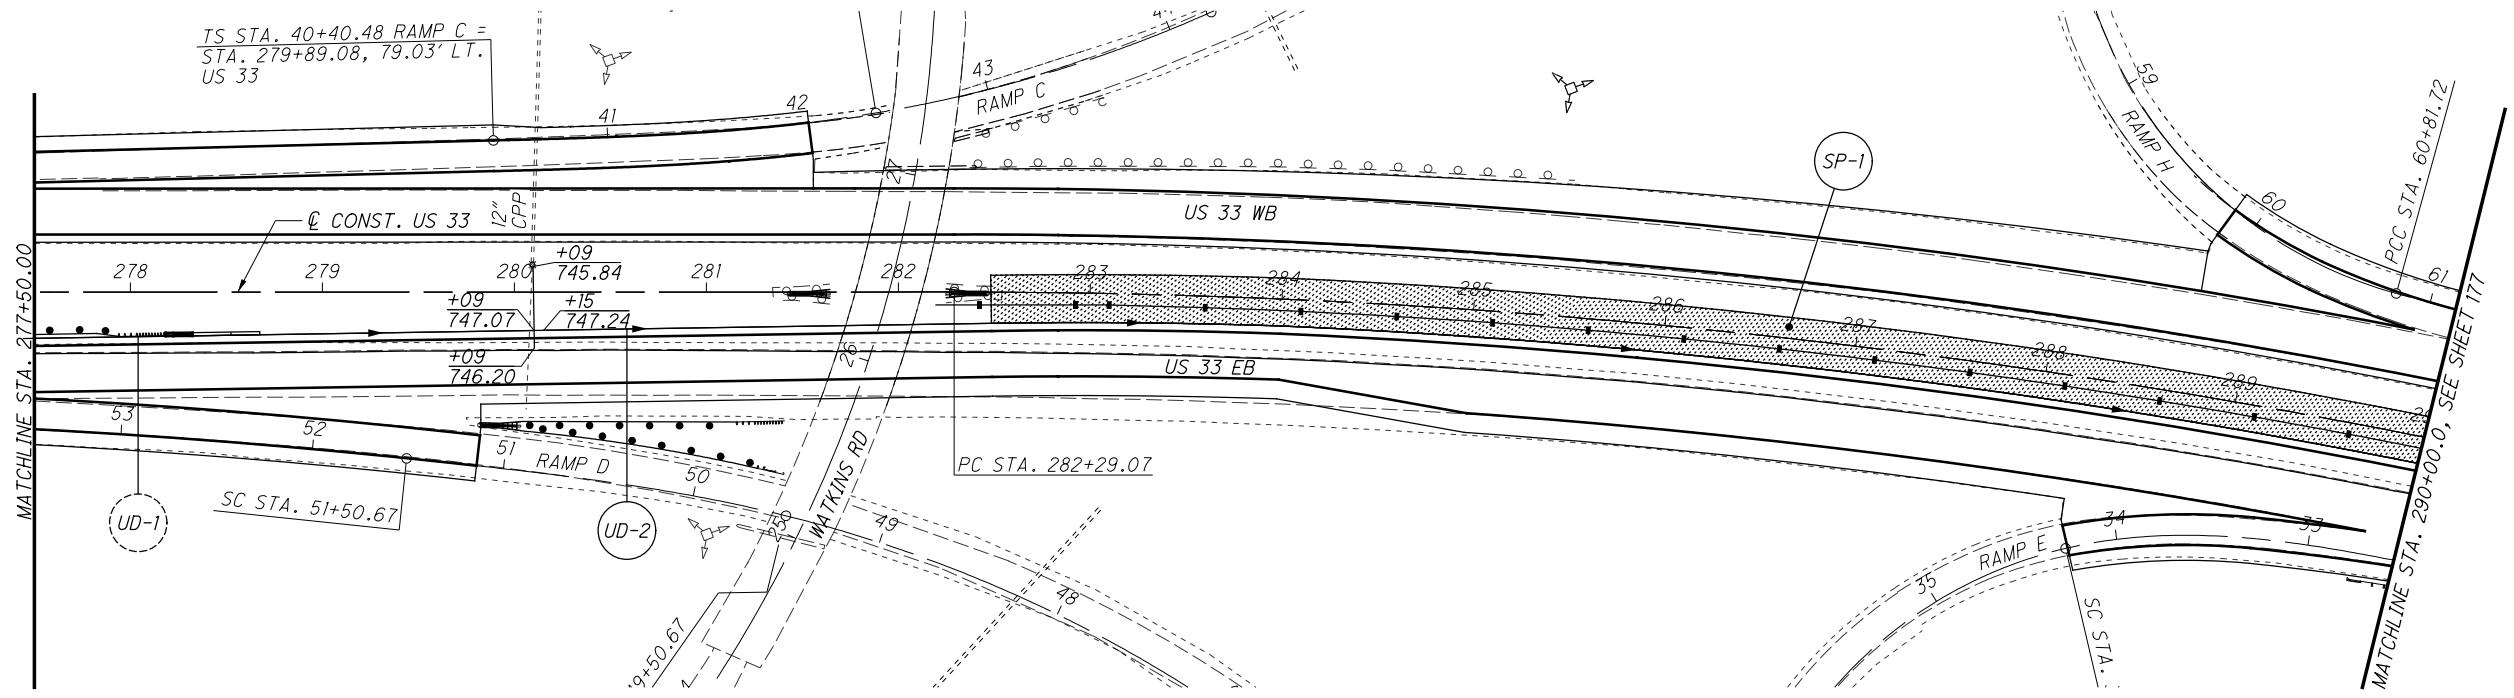 TS STA. 40+40.48 RAMP C =
STA. 279+89.08, 79.03' LT.
US 33
41
42
43
RAMP C
27
12"
CPP
℄ CONST. US 33
US 33 WB
SP-1
59
RAMP H
60
61
PCC STA. 60+81.72
MATCHLINE STA. 277+50.00
278
279
280
281
282
283
284
285
286
287
288
289
+09
745.84
+09
747.07
+15
747.24
+09
746.20
26
US 33 EB
53
52
51
50
49
48
RAMP D
WATKINS RD
25
PC STA. 282+29.07
UD-1
SC STA. 51+50.67
UD-2
9+50.67
34
33
35
RAMP E
SC STA.
MATCHLINE STA. 290+00.0, SEE SHEET 177